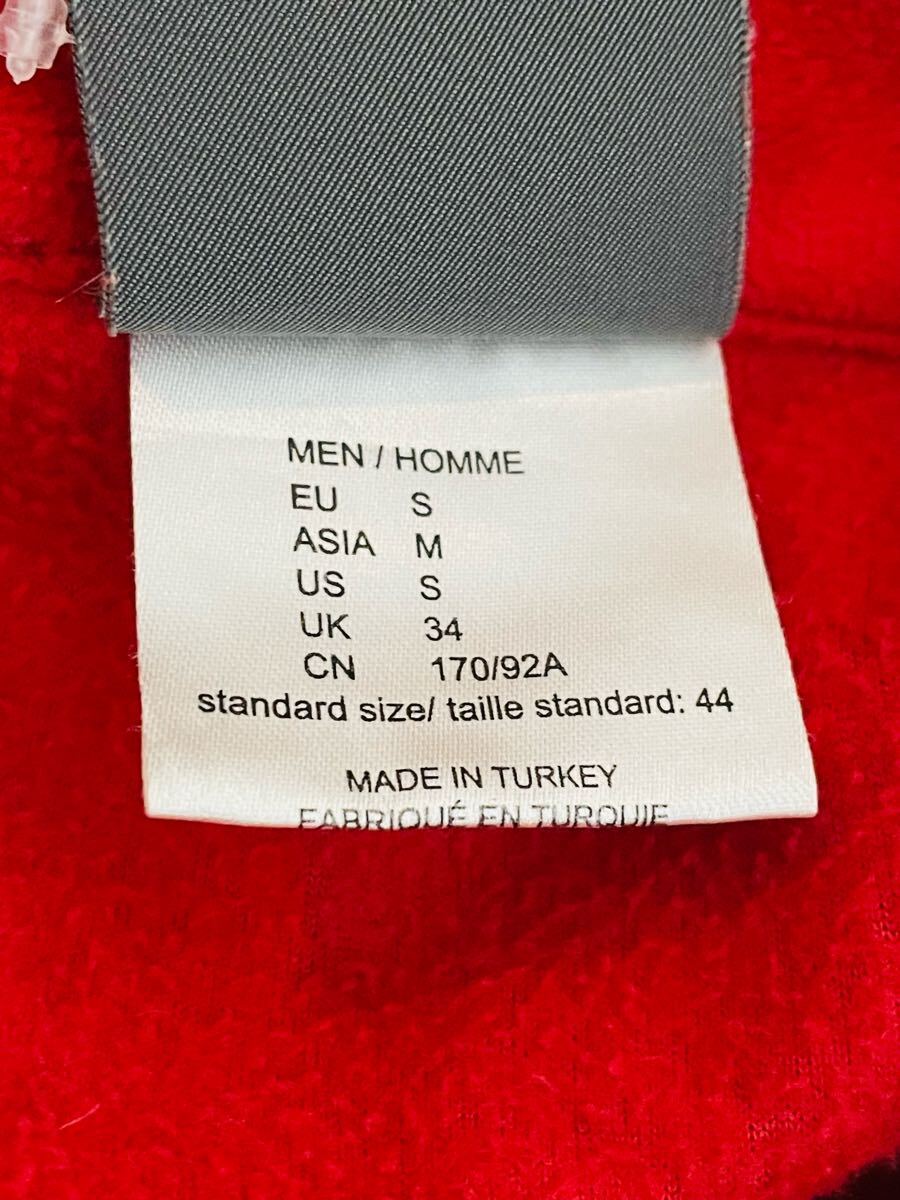 MEN / HOMME
EU S
ASIA M
US S
UK 34
CN 170/92A
standard size/ taille standard: 44
MADE IN TURKEY
FABRIQUÉ EN TURQUIE